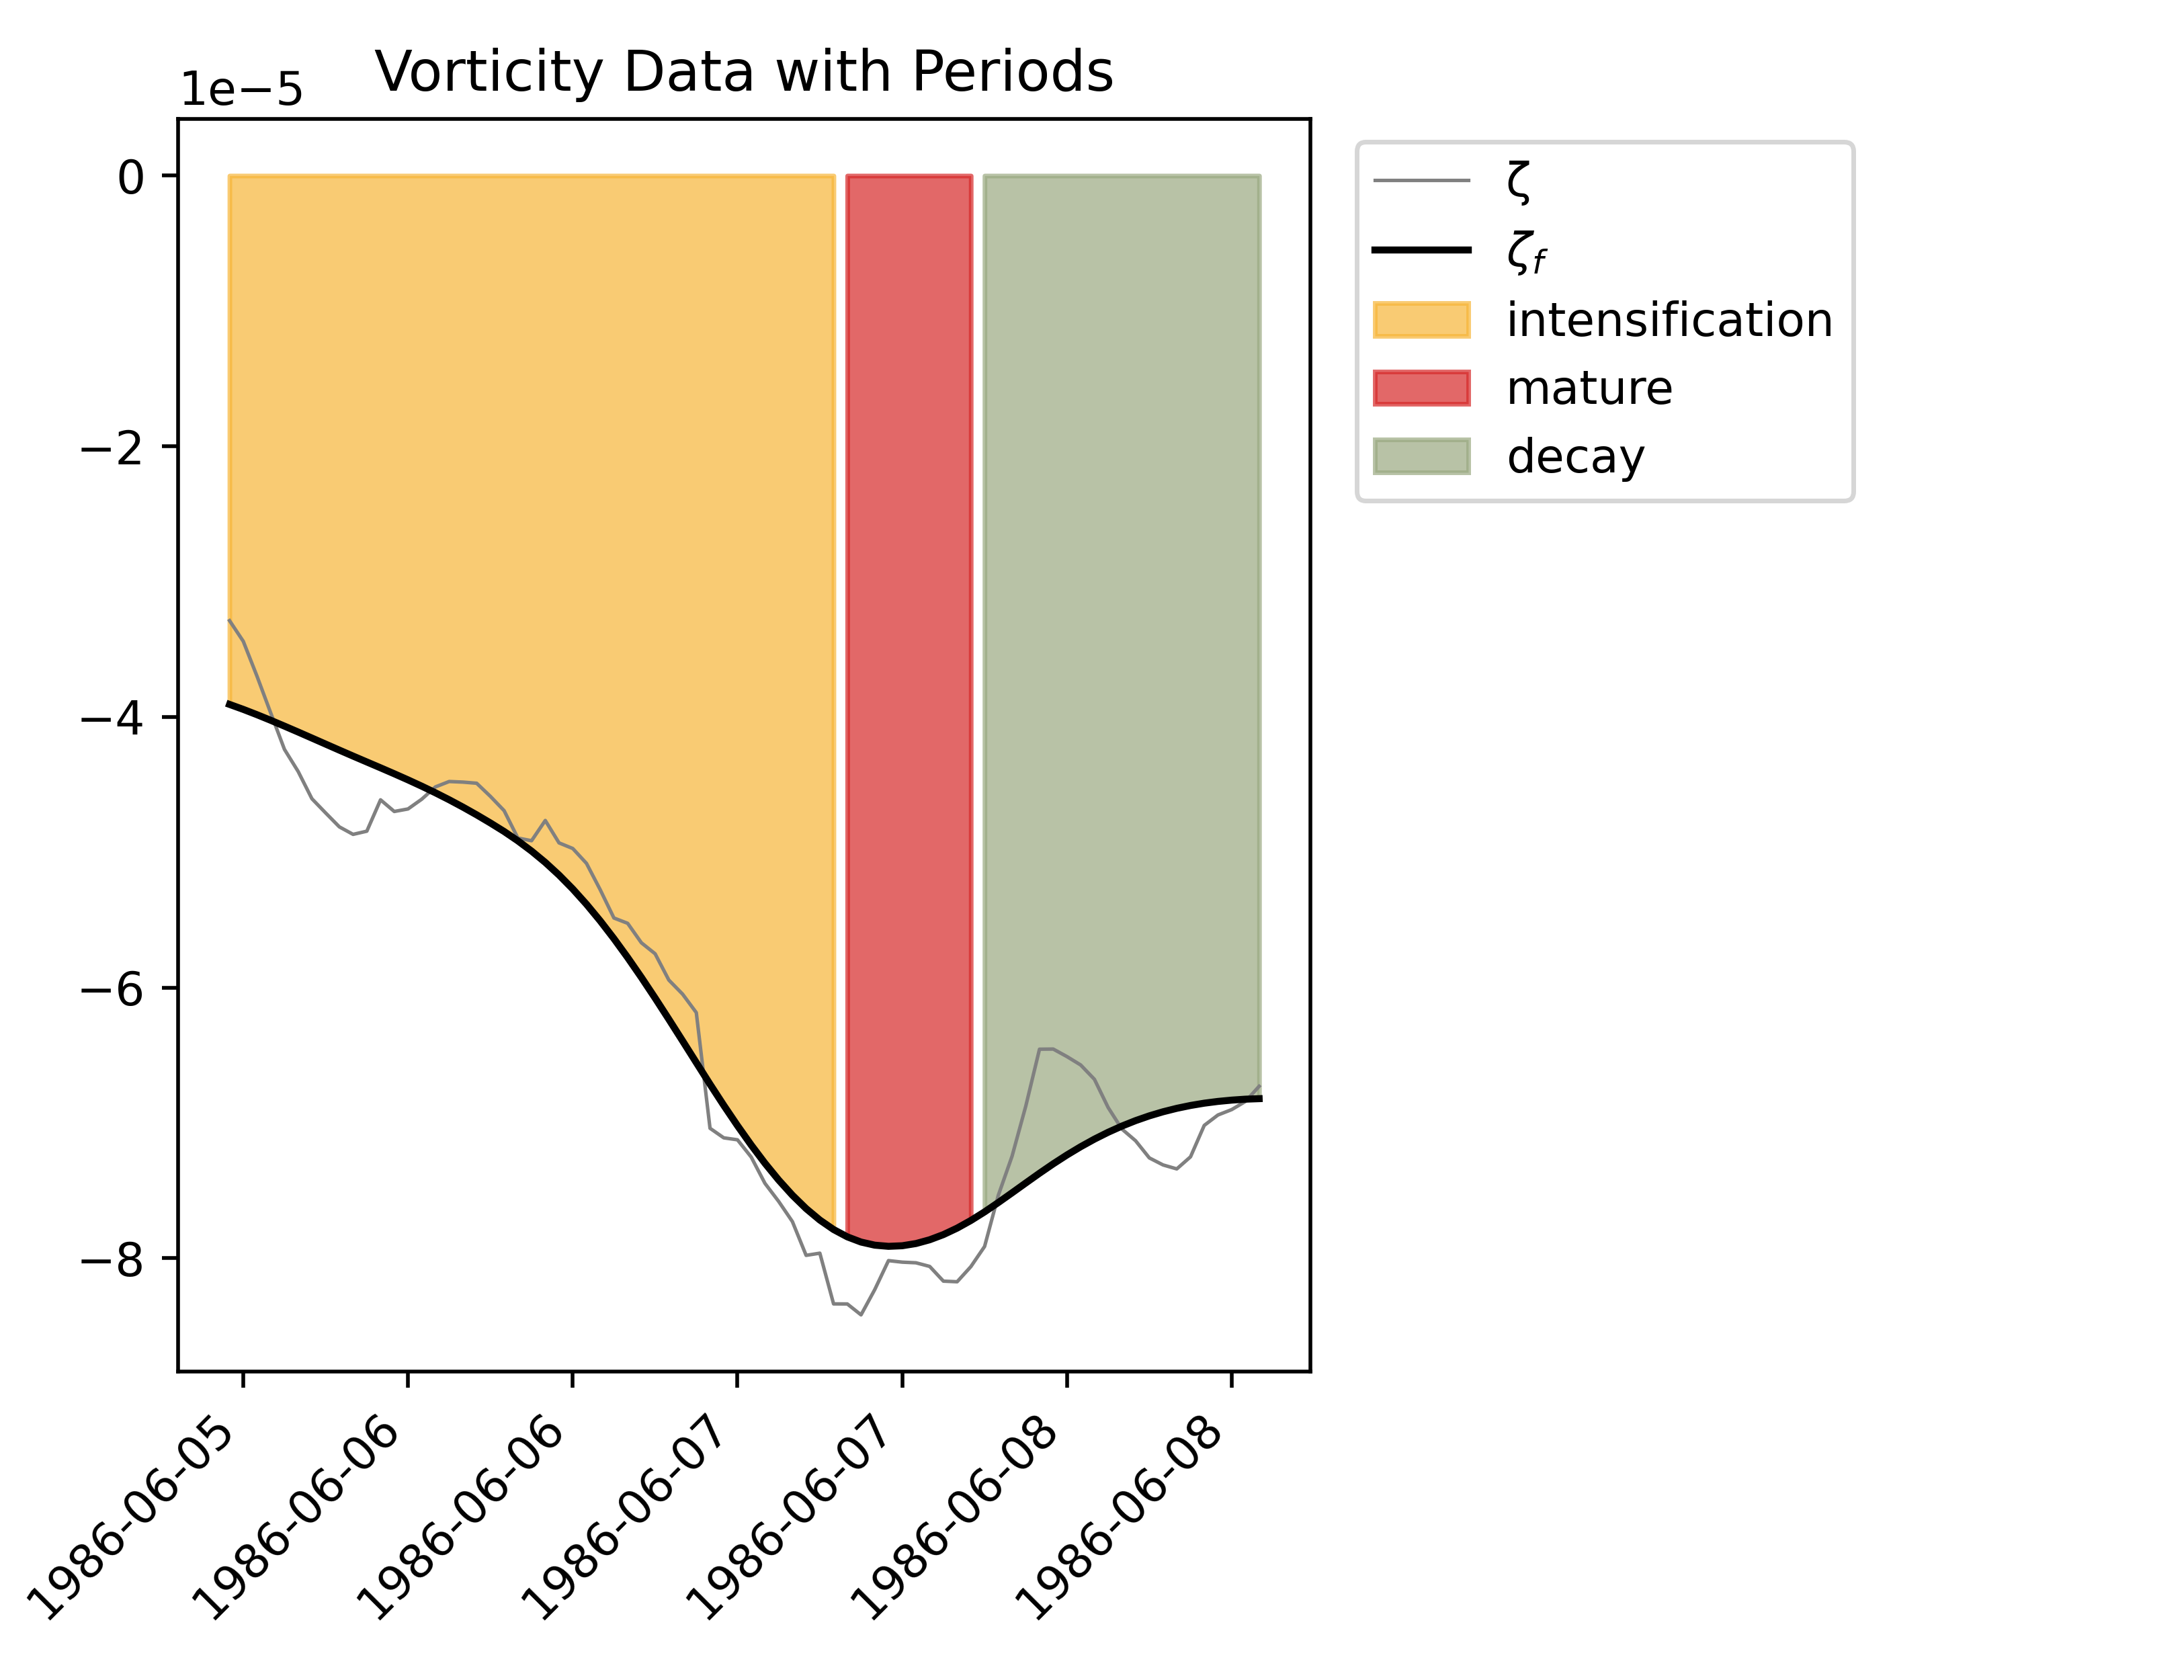 Vorticity Data with Periods
1e−5
0
−2
−4
−6
−8
1986-06-05
1986-06-06
1986-06-06
1986-06-07
1986-06-07
1986-06-08
1986-06-08
ζ
ζf
intensification
mature
decay